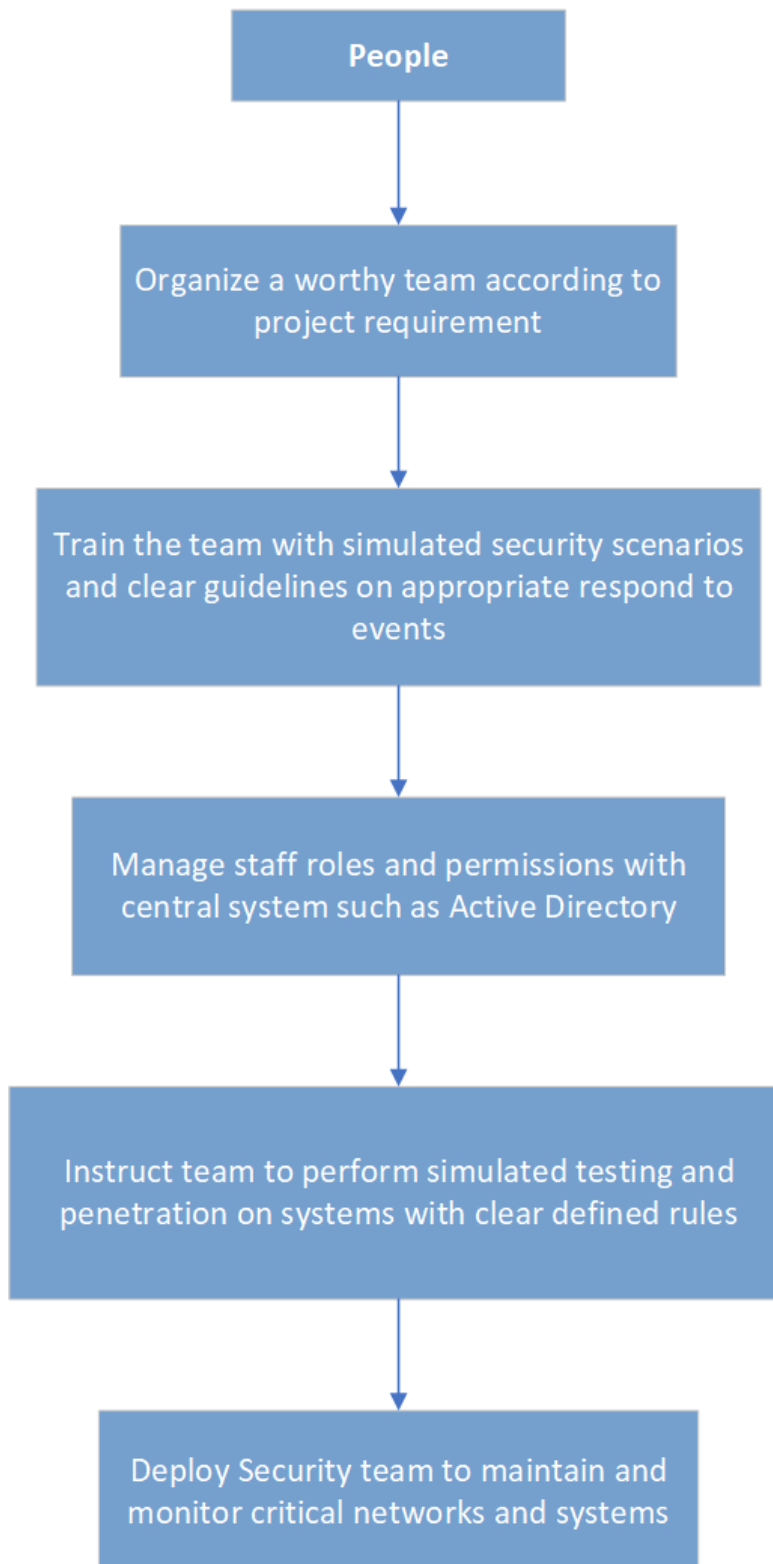 People
Organize a worthy team according to
project requirement
Train the team with simulated security scenarios
and clear guidelines on appropriate respond to
events
Manage staff roles and permissions with
central system such as Active Directory
Instruct team to perform simulated testing and
penetration on systems with clear defined rules
Deploy Security team to maintain and
monitor critical networks and systems